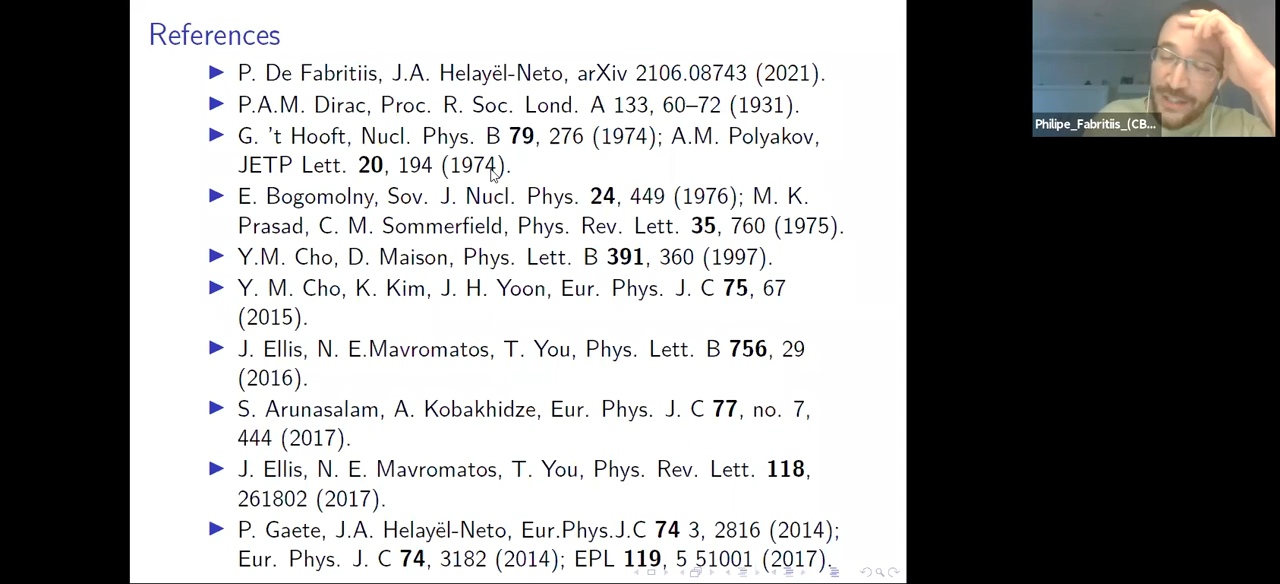 References
P. De Fabritiis, J.A. Helayël-Neto, arXiv 2106.08743 (2021).
P.A.M. Dirac, Proc. R. Soc. Lond. A 133, 60–72 (1931).
G. 't Hooft, Nucl. Phys. B 79, 276 (1974); A.M. Polyakov,
JETP Lett. 20, 194 (1974).
E. Bogomolny, Sov. J. Nucl. Phys. 24, 449 (1976); M. K.
Prasad, C. M. Sommerfield, Phys. Rev. Lett. 35, 760 (1975).
Y.M. Cho, D. Maison, Phys. Lett. B 391, 360 (1997).
Y. M. Cho, K. Kim, J. H. Yoon, Eur. Phys. J. C 75, 67
(2015).
J. Ellis, N. E.Mavromatos, T. You, Phys. Lett. B 756, 29
(2016).
S. Arunasalam, A. Kobakhidze, Eur. Phys. J. C 77, no. 7,
444 (2017).
J. Ellis, N. E. Mavromatos, T. You, Phys. Rev. Lett. 118,
261802 (2017).
P. Gaete, J.A. Helayël-Neto, Eur.Phys.J.C 74 3, 2816 (2014);
Eur. Phys. J. C 74, 3182 (2014); EPL 119, 5 51001 (2017).
Philipe_Fabritiis_(CB...